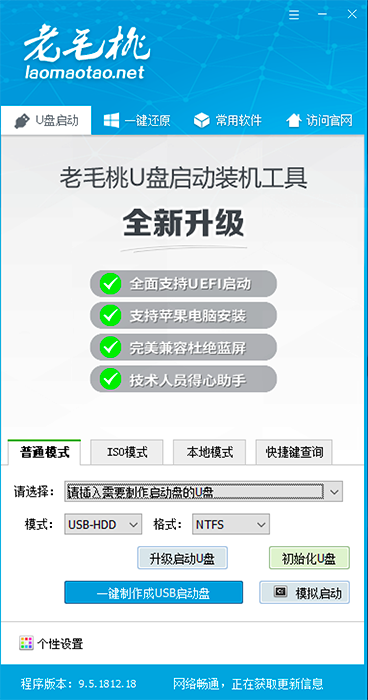 老毛桃
laomaotao.net
U盘启动 一键还原 常用软件 访问官网
老毛桃U盘启动装机工具
全新升级
全面支持UEFI启动
支持苹果电脑安装
完美兼容杜绝蓝屏
技术人员得心助手
普通模式 ISO模式 本地模式 快捷键查询
请选择： 请插入需要制作启动盘的U盘
模式： USB-HDD 格式： NTFS
升级启动U盘 初始化U盘
一键制作成USB启动盘 模拟启动
个性设置
程序版本：9.5.1812.18 网络畅通，正在获取更新信息